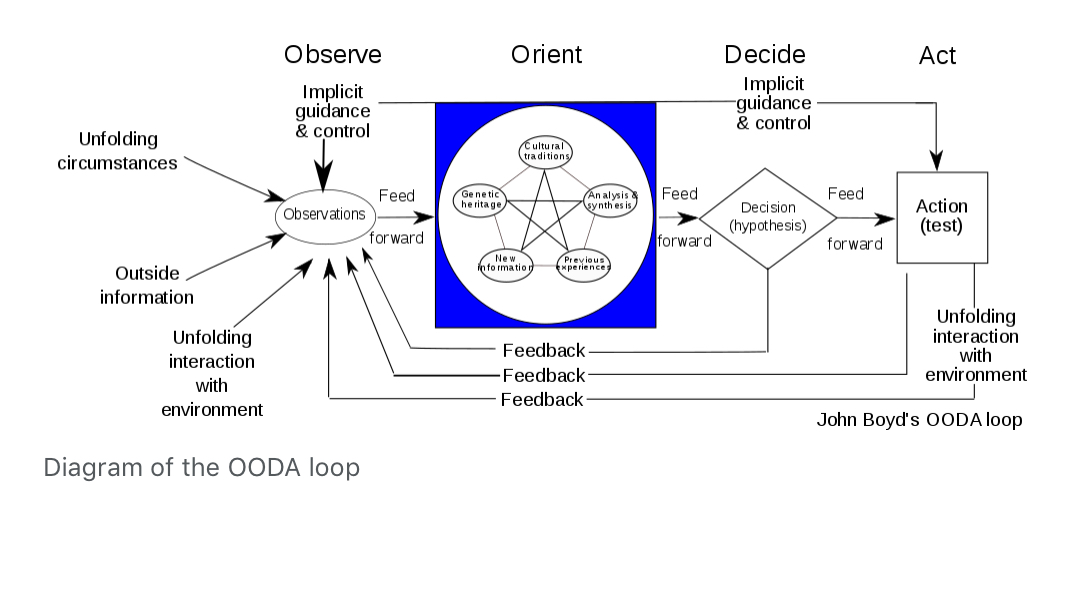 Observe
Orient
Decide
Act
Implicit
guidance
& control
Implicit
guidance
& control
Unfolding
circumstances
Observations
Outside
information
Unfolding
interaction
with
environment
Feed
forward
Cultural
traditions
Genetic
heritage
Analysis &
synthesis
New
information
Previous
experiences
Feed
forward
Decision
(hypothesis)
Feed
forward
Action
(test)
Unfolding
interaction
with
environment
Feedback
Feedback
Feedback
John Boyd's OODA loop
Diagram of the OODA loop